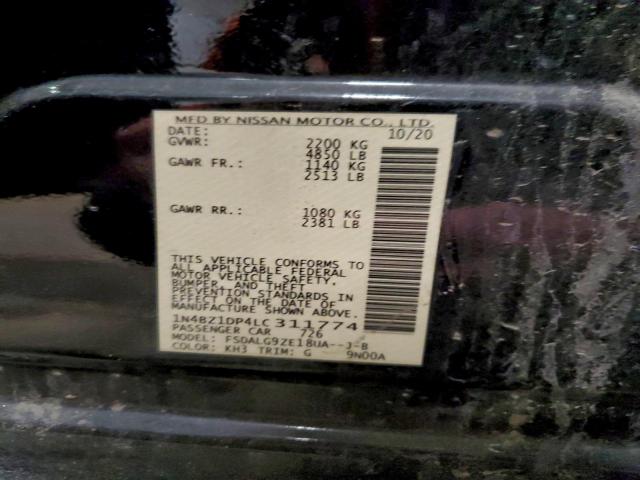 MFD BY NISSAN MOTOR CO., LTD.
DATE: 10/20
GVWR: 2200 KG
4850 LB
GAWR FR.: 1140 KG
2513 LB
GAWR RR.: 1080 KG
2381 LB
THIS VEHICLE CONFORMS TO
ALL APPLICABLE FEDERAL
MOTOR VEHICLE SAFETY,
BUMPER, AND THEFT
PREVENTION STANDARDS IN
EFFECT ON THE DATE OF
MANUFACTURE SHOWN ABOVE.
1N4BZ1DP4LC311774
PASSENGER CAR 726
MODEL: FSDALG9ZE18UA--J-B
COLOR: KH3 TRIM: G 9N00A